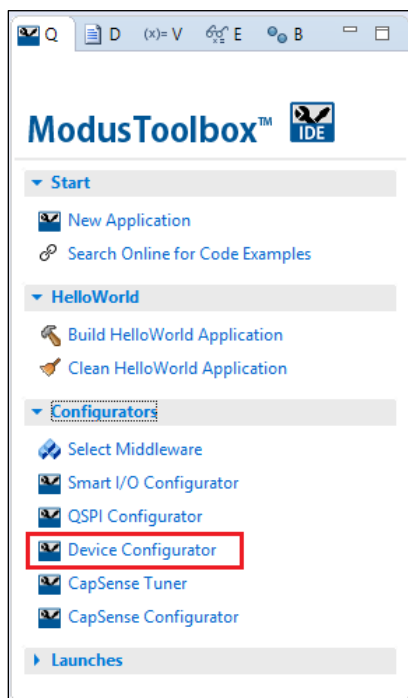 Q D (x)= V E B
ModusToolbox™ IDE
Start
New Application
Search Online for Code Examples
HelloWorld
Build HelloWorld Application
Clean HelloWorld Application
Configurators
Select Middleware
Smart I/O Configurator
QSPI Configurator
Device Configurator
CapSense Tuner
CapSense Configurator
Launches